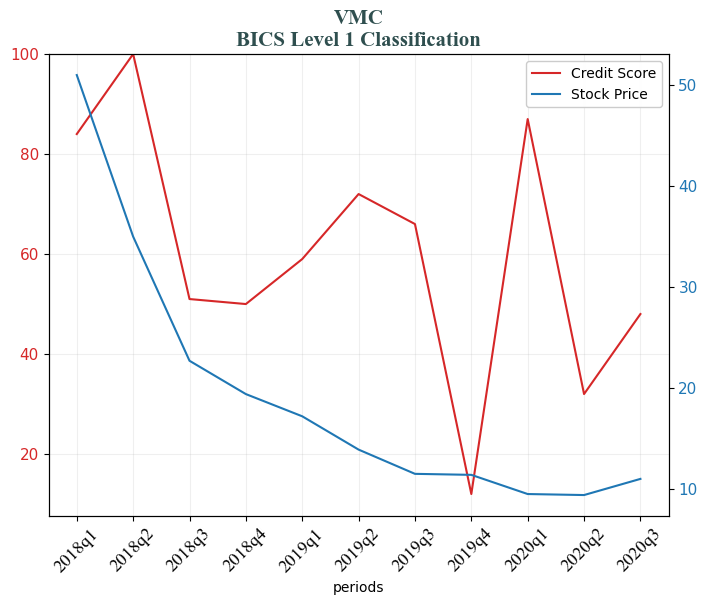 VMC
BICS Level 1 Classification
Credit Score
Stock Price
100
80
60
40
20
50
40
30
20
10
2018q1
2018q2
2018q3
2018q4
2019q1
2019q2
2019q3
2019q4
2020q1
2020q2
2020q3
periods